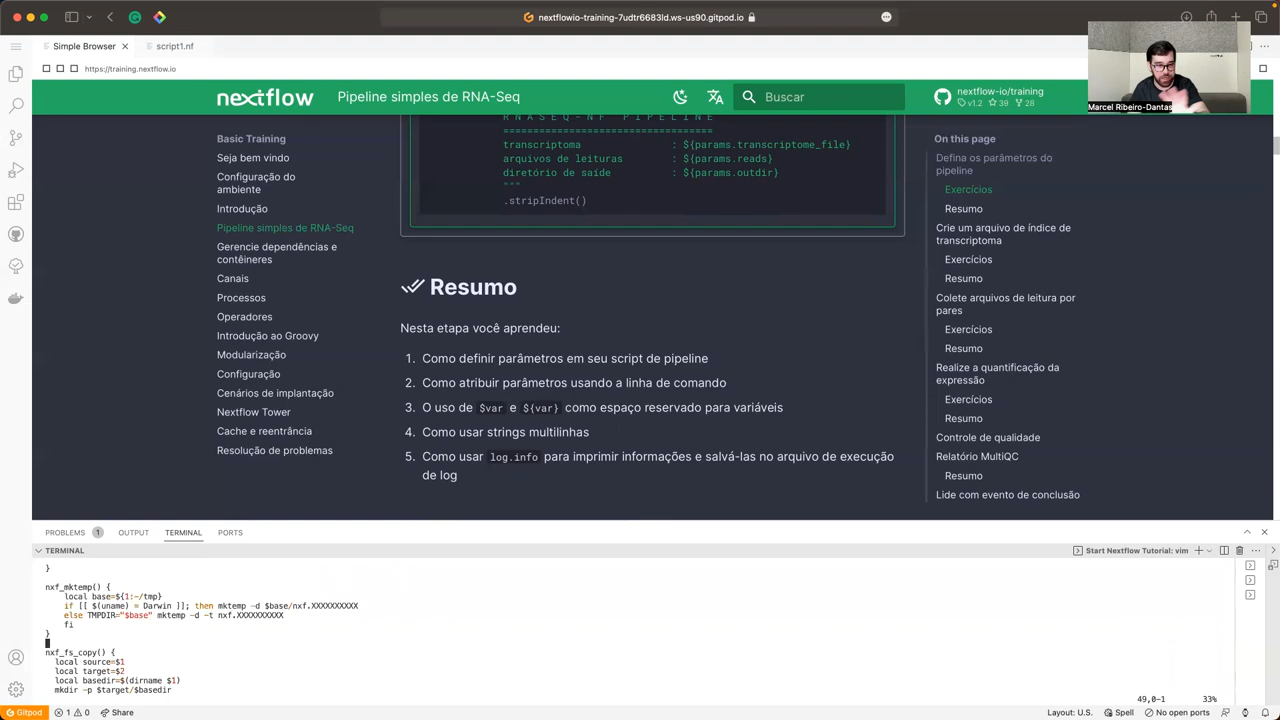 nextflowio-training-7udtr6683ld.ws-us90.gitpod.io
Simple Browser
script1.nf
https://training.nextflow.io
nextflow
Pipeline simples de RNA-Seq
Buscar
nextflow-io/training
v1.2 39 28
Marcel Ribeiro-Dantas
Basic Training
Seja bem vindo
Configuração do
ambiente
Introdução
Pipeline simples de RNA-Seq
Gerencie dependências e
contêineres
Canais
Processos
Operadores
Introdução ao Groovy
Modularização
Configuração
Cenários de implantação
Nextflow Tower
Cache e reentrância
Resolução de problemas
R N A S E Q - N F P I P E L I N E
===================================
transcriptoma : ${params.transcriptome_file}
arquivos de leituras : ${params.reads}
diretório de saíde : ${params.outdir}
"""
.stripIndent()
Resumo
Nesta etapa você aprendeu:
1. Como definir parâmetros em seu script de pipeline
2. Como atribuir parâmetros usando a linha de comando
3. O uso de $var e ${var} como espaço reservado para variáveis
4. Como usar strings multilinhas
5. Como usar log.info para imprimir informações e salvá-las no arquivo de execução
de log
On this page
Defina os parâmetros do
pipeline
Exercícios
Resumo
Crie um arquivo de índice de
transcriptoma
Exercícios
Resumo
Colete arquivos de leitura por
pares
Exercícios
Resumo
Realize a quantificação da
expressão
Exercícios
Resumo
Controle de qualidade
Relatório MultiQC
Resumo
Lide com evento de conclusão
PROBLEMS 1 OUTPUT TERMINAL PORTS
TERMINAL
Start Nextflow Tutorial: vim
}
nxf_mktemp() {
local base=${1:-/tmp}
if [[ $(uname) = Darwin ]]; then mktemp -d $base/nxf.XXXXXXXXXX
else TMPDIR="$base" mktemp -d -t nxf.XXXXXXXXXX
fi
}
nxf_fs_copy() {
local source=$1
local target=$2
local basedir=$(dirname $1)
mkdir -p $target/$basedir
49,0-1 33%
Gitpod 1 0 Share
Layout: U.S. Spell No open ports